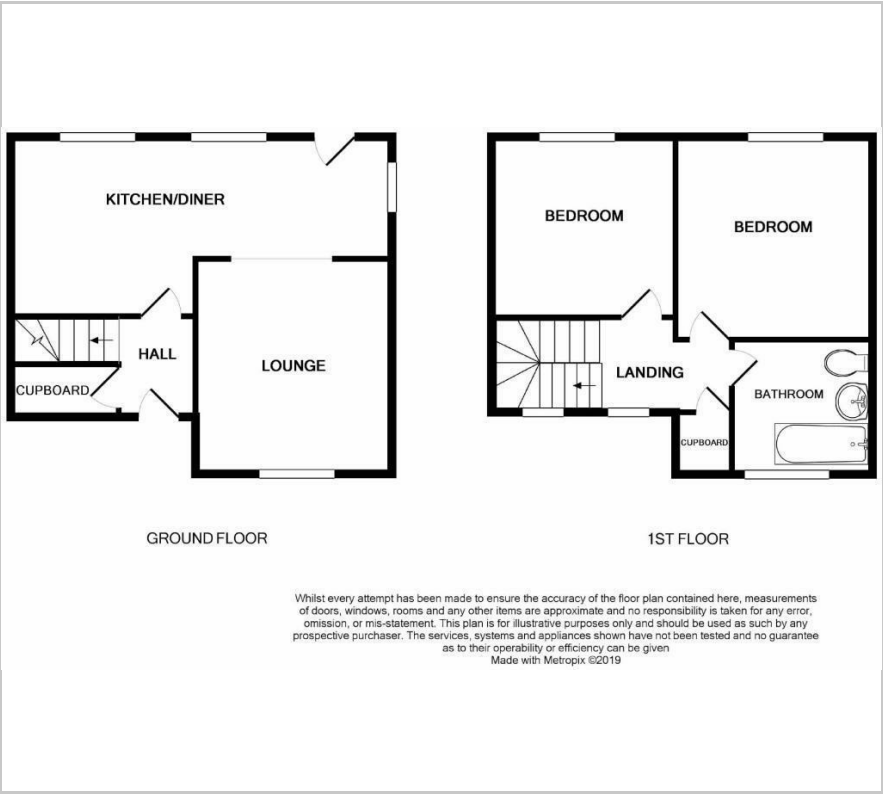 KITCHEN/DINER
HALL
CUPBOARD
LOUNGE
GROUND FLOOR
BEDROOM
BEDROOM
LANDING
BATHROOM
CUPBOARD
1ST FLOOR
Whilst every attempt has been made to ensure the accuracy of the floor plan contained here, measurements
of doors, windows, rooms and any other items are approximate and no responsibility is taken for any error,
omission, or mis-statement. This plan is for illustrative purposes only and should be used as such by any
prospective purchaser. The services, systems and appliances shown have not been tested and no guarantee
as to their operability or efficiency can be given
Made with Metropix ©2019